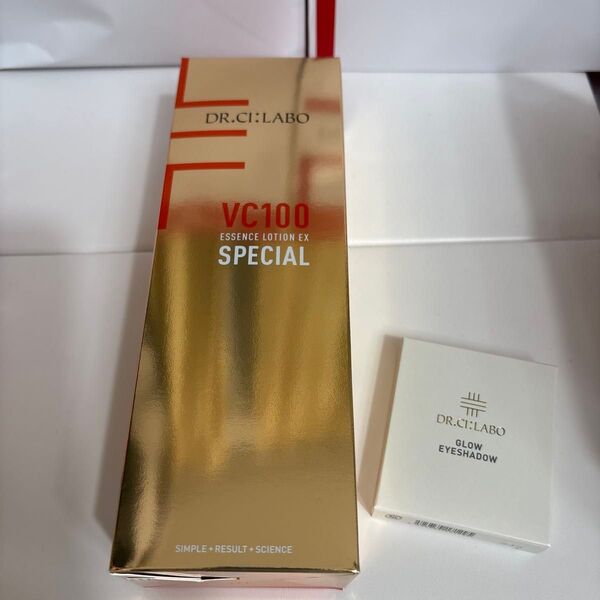 DR.CI:LABO
VC100
ESSENCE LOTION EX
SPECIAL
SIMPLE + RESULT + SCIENCE
DR.CI:LABO
GLOW
EYESHADOW